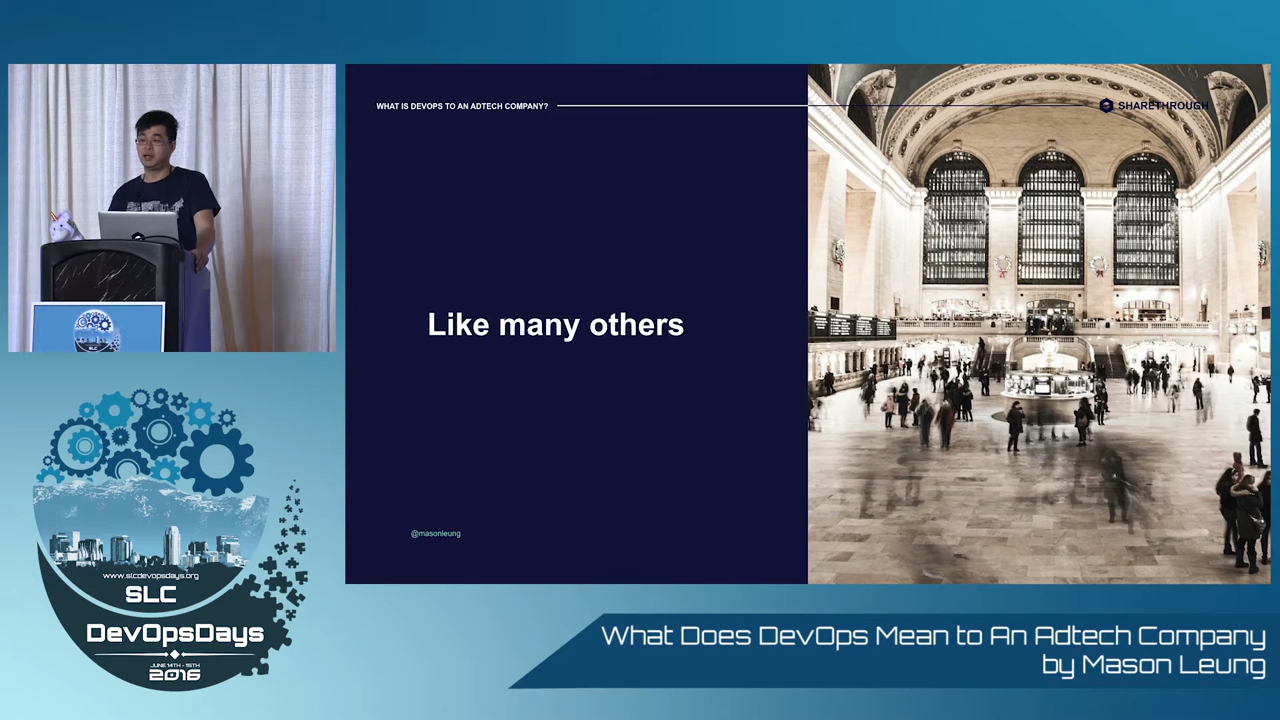 WHAT IS DEVOPS TO AN ADTECH COMPANY?
SHARETHROUGH
Like many others
@masonleung
SLC
www.slcdevopsdays.org
SLC
DevOpsDays
JUNE 14TH - 15TH
2016
What Does DevOps Mean to An Adtech Company
by Mason Leung